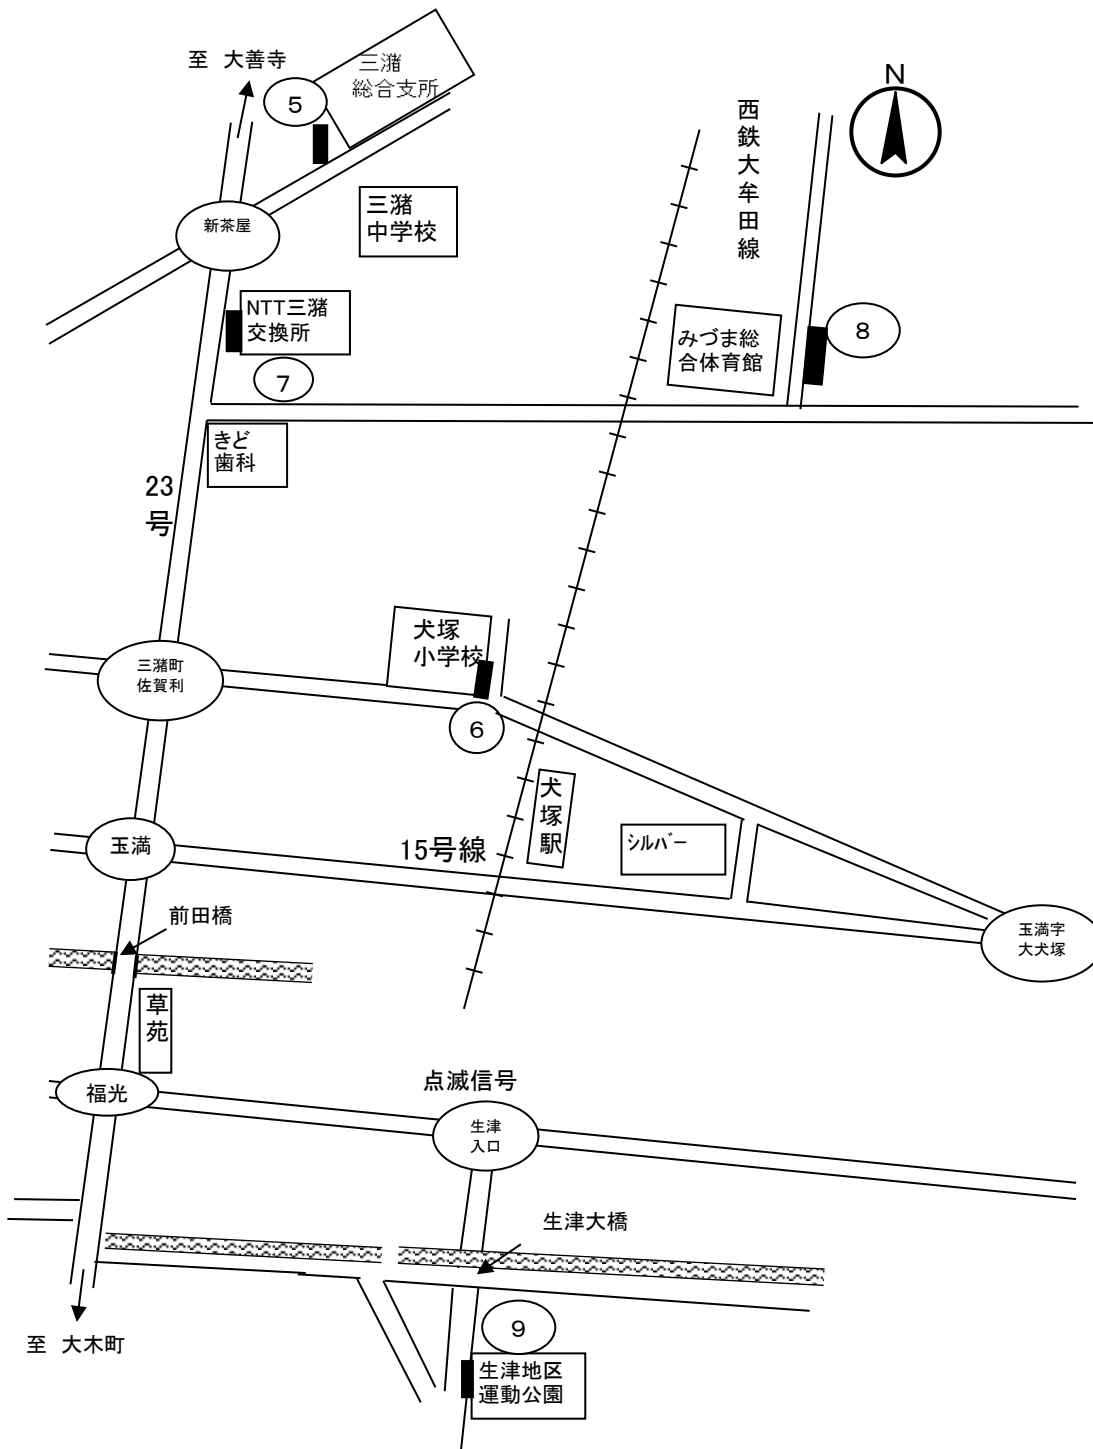 至 大善寺
5
三潴
総合支所
N
西鉄大牟田線
三潴
中学校
新茶屋
NTT三潴
交換所
7
みづま総
合体育館
8
きど
歯科
23
号
犬塚
小学校
三潴町
佐賀利
6
犬塚駅
シルバー
15号線
玉満
前田橋
玉満字
大犬塚
草苑
点滅信号
福光
生津
入口
生津大橋
至 大木町
9
生津地区
運動公園